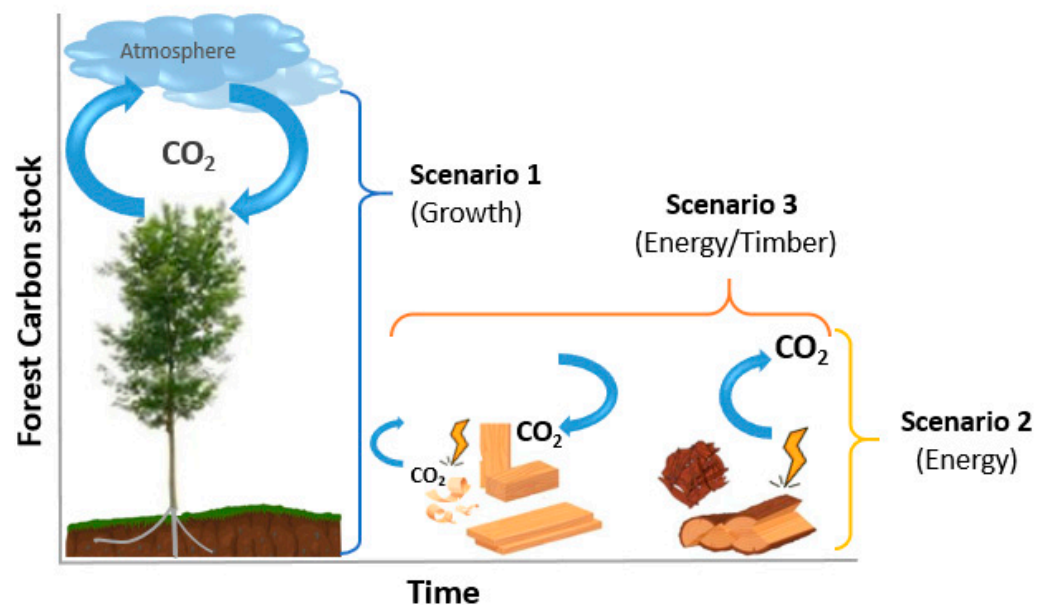 Atmosphere
CO₂
Scenario 1
(Growth)
Scenario 3
(Energy/Timber)
Forest Carbon stock
CO₂
CO₂
CO₂
Scenario 2
(Energy)
Time